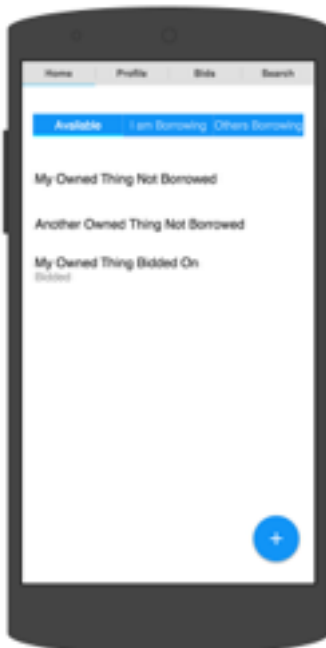 Home Profile Bids Search
Available I am Borrowing Others Borrowing
My Owned Thing Not Borrowed
Another Owned Thing Not Borrowed
My Owned Thing Bidded On
Bidded
+